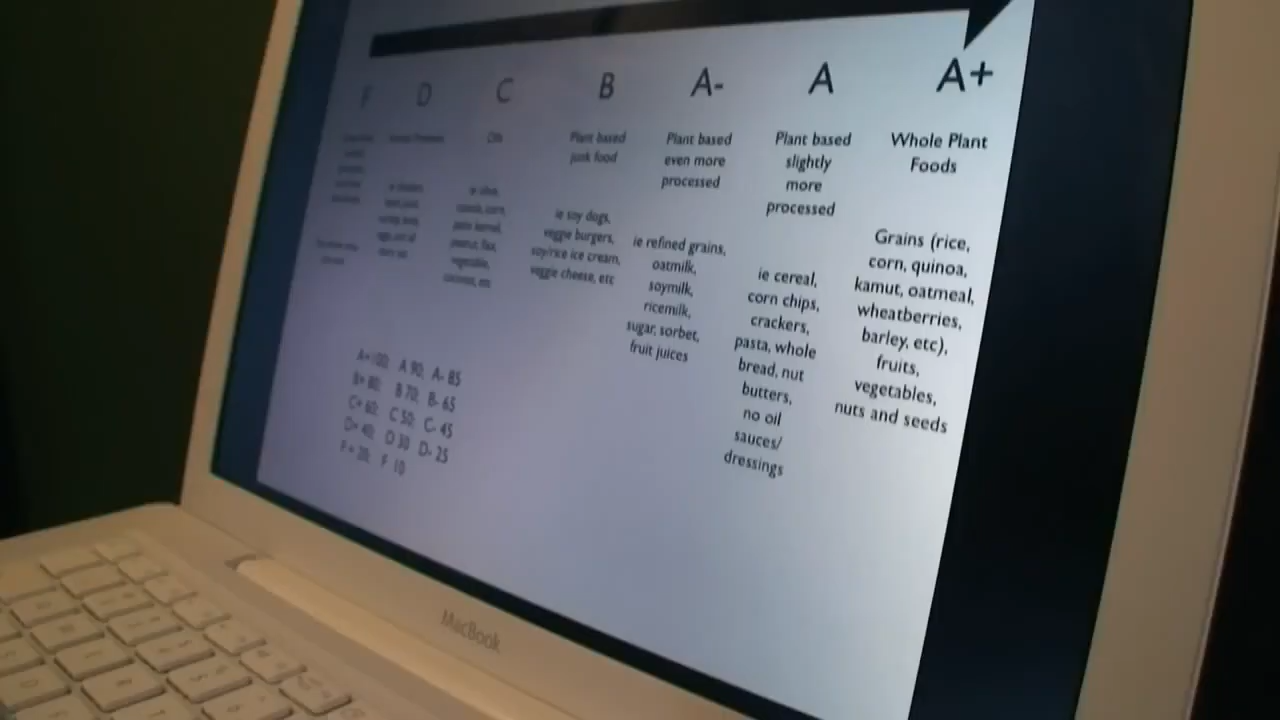 F
D
C
B
A-
A
A+
Oils
Plant based
junk food
ie soy dogs,
veggie burgers,
soy/rice ice cream,
veggie cheese, etc
Plant based
even more
processed
ie refined grains,
oatmilk,
soymilk,
ricemilk,
sugar, sorbet,
fruit juices
Plant based
slightly
more
processed
ie cereal,
corn chips,
crackers,
pasta, whole
bread, nut
butters,
no oil
sauces/
dressings
Whole Plant
Foods
Grains (rice,
corn, quinoa,
kamut, oatmeal,
wheatberries,
barley, etc),
fruits,
vegetables,
nuts and seeds
A+ 100; A 90; A- 85
B+ 80; B 70; B- 65
C+ 60; C 50; C- 45
D+ 40; D 30 D- 25
F+ 20; F 10
MacBook